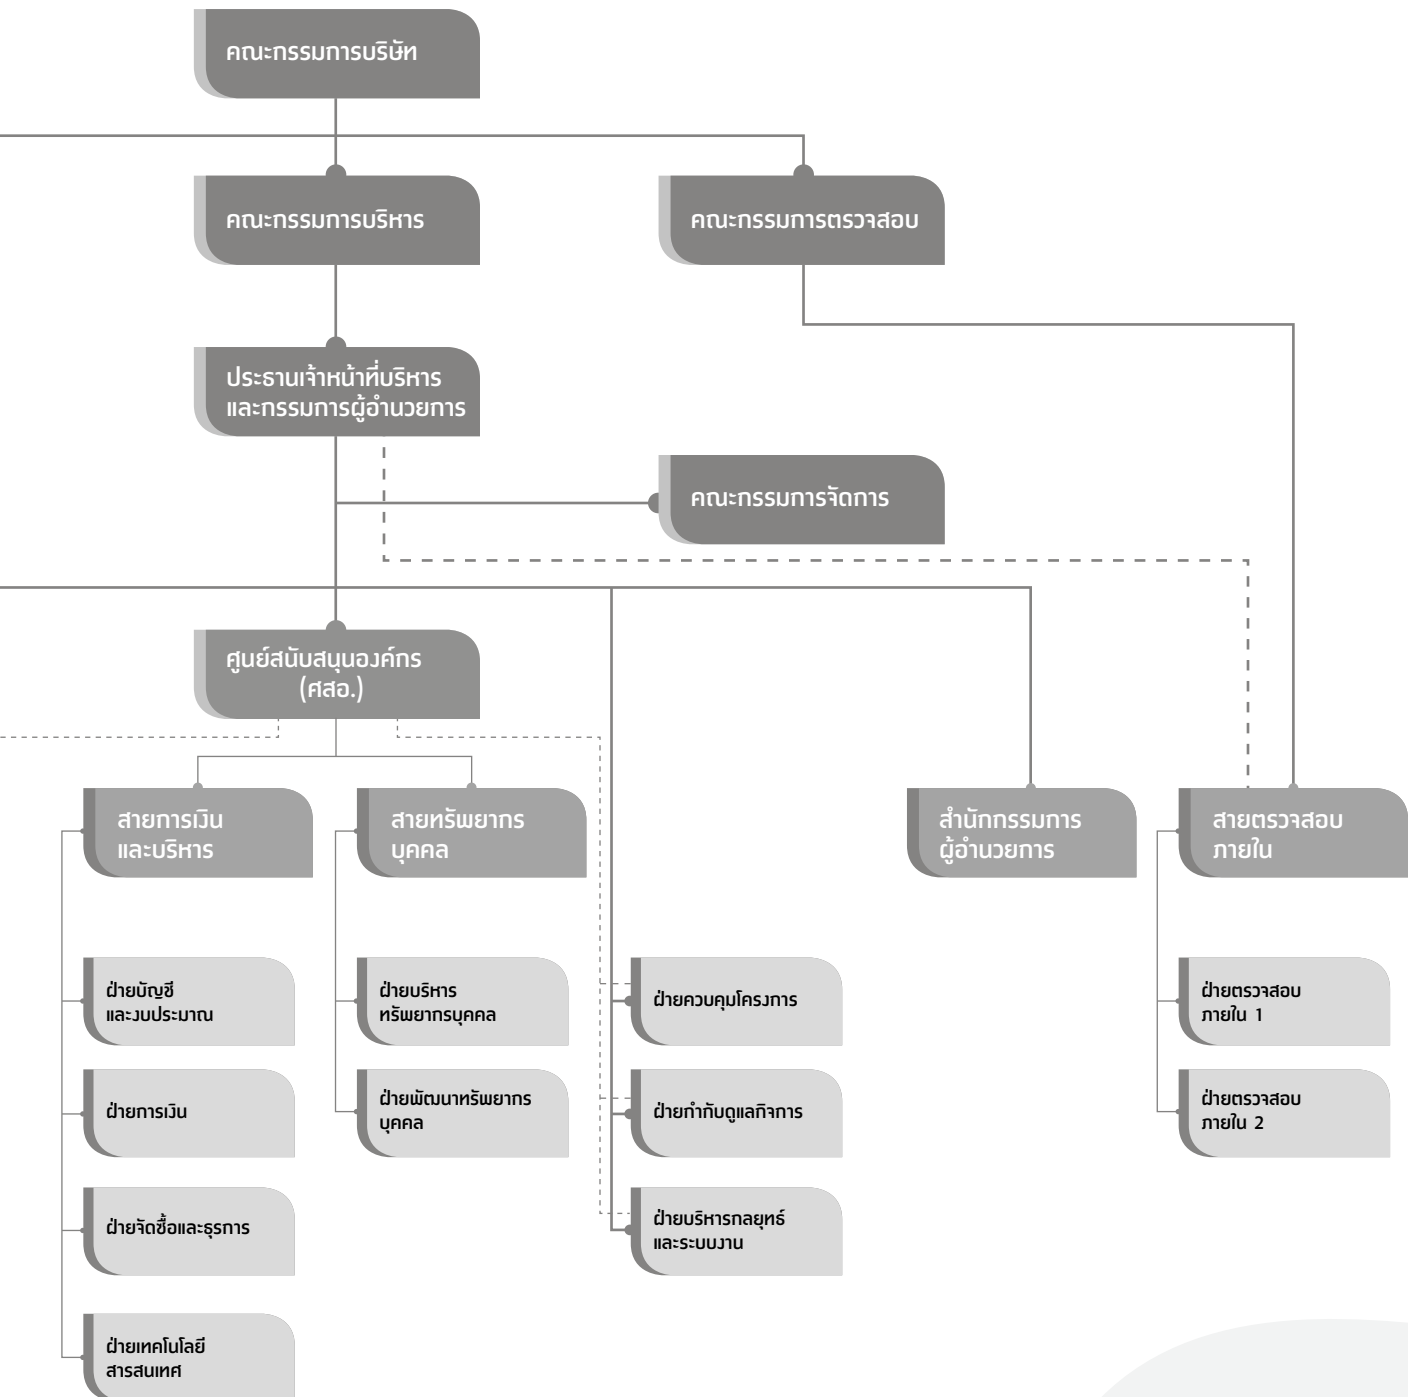 คณะกรรมการบริษัท
คณะกรรมการบริหาร
คณะกรรมการตรวจสอบ
ประธานเจ้าหน้าที่บริหาร
และกรรมการผู้อำนวยการ
คณะกรรมการจัดการ
ศูนย์สนับสนุนองค์กร
(ศสอ.)
สายการเงิน
และบริหาร
สายทรัพยากร
บุคคล
สำนักกรรมการ
ผู้อำนวยการ
สายตรวจสอบ
ภายใน
ฝ่ายบัญชี
และงบประมาณ
ฝ่ายบริหาร
ทรัพยากรบุคคล
ฝ่ายควบคุมโครงการ
ฝ่ายตรวจสอบ
ภายใน 1
ฝ่ายการเงิน
ฝ่ายพัฒนาทรัพยากร
บุคคล
ฝ่ายกำกับดูแลกิจการ
ฝ่ายตรวจสอบ
ภายใน 2
ฝ่ายจัดซื้อและธุรการ
ฝ่ายบริหารกลยุทธ์
และระบบงาน
ฝ่ายเทคโนโลยี
สารสนเทศ